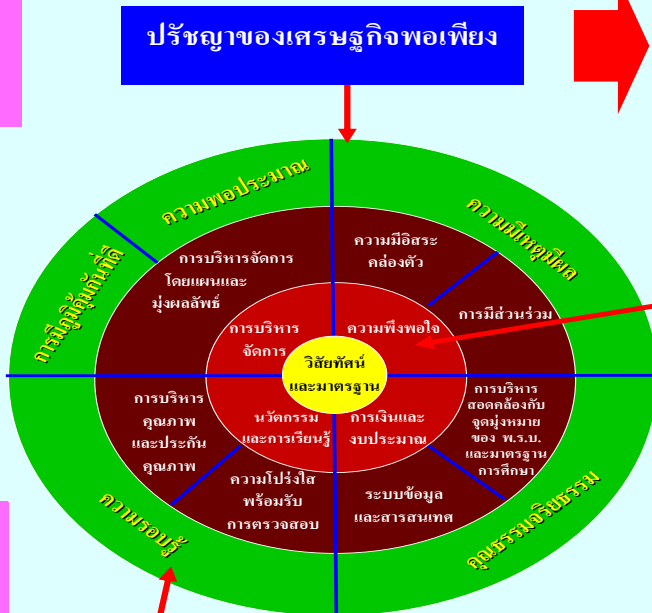 ปรัชญาของเศรษฐกิจพอเพียง
ความพอประมาณ
ความมีเหตุมีผล
การมีภูมิคุ้มกันที่ดี
การบริหารจัดการ
โดยแผนและ
มุ่งผลลัพธ์
ความมีอิสระ
คล่องตัว
การมีส่วนร่วม
การบริหาร
จัดการ
ความพึงพอใจ
วิสัยทัศน์
และมาตรฐาน
การบริหาร
คุณภาพ
และประกัน
คุณภาพ
นวัตกรรม
และการเรียนรู้
การเงินและ
งบประมาณ
การบริหาร
สอดคล้องกับ
จุดมุ่งหมาย
ของ พ.ร.บ.
และมาตรฐาน
การศึกษา
ความโปร่งใส
พร้อมรับ
การตรวจสอบ
ระบบข้อมูล
และสารสนเทศ
ความรอบรู้
คุณธรรมจริยธรรม